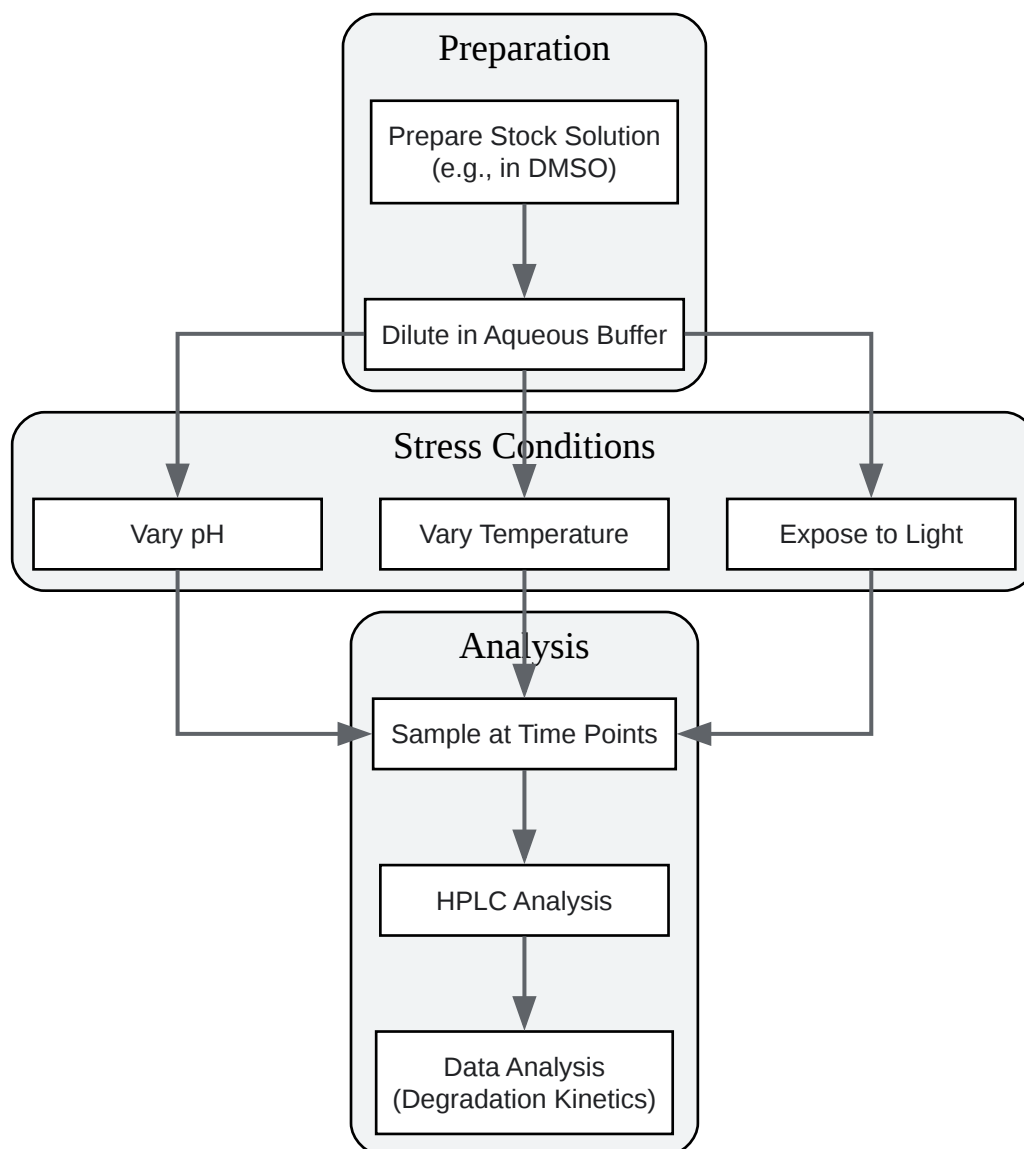 Preparation
Prepare Stock Solution
(e.g., in DMSO)
Dilute in Aqueous Buffer
Stress Conditions
Vary pH
Vary Temperature
Expose to Light
Analysis
Sample at Time Points
HPLC Analysis
Data Analysis
(Degradation Kinetics)